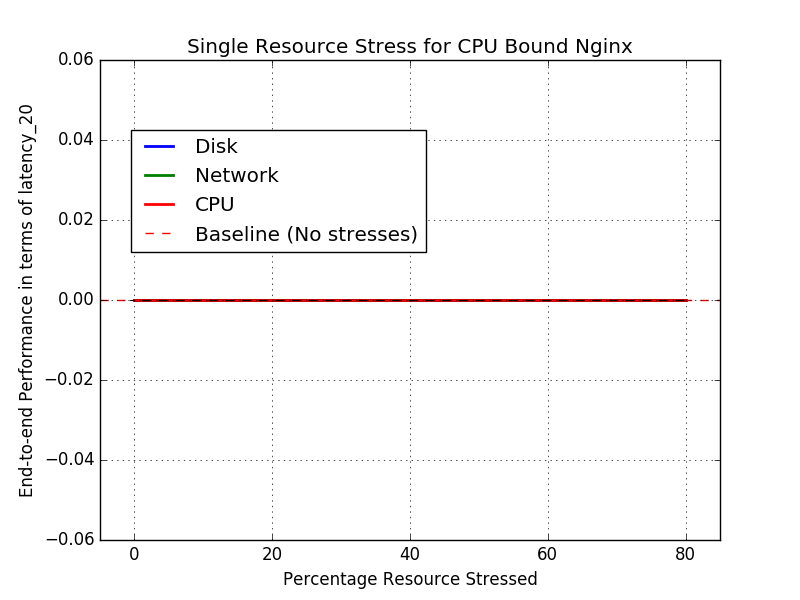 Single Resource Stress for CPU Bound Nginx
End-to-end Performance in terms of latency_20
0.06
0.04
0.02
0.00
−0.02
−0.04
−0.06
Disk
Network
CPU
Baseline (No stresses)
0 20 40 60 80
Percentage Resource Stressed